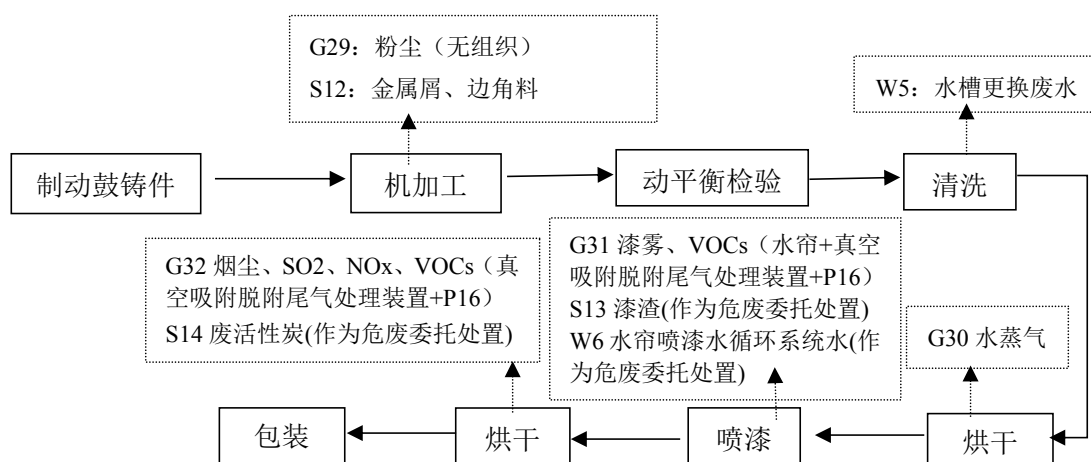 G29：粉尘（无组织）
S12：金属屑、边角料
W5：水槽更换废水
制动鼓铸件
机加工
动平衡检验
清洗
G32 烟尘、SO2、NOx、VOCs（真
空吸附脱附尾气处理装置+P16）
S14 废活性炭(作为危废委托处置)
G31 漆雾、VOCs（水帘+真空
吸附脱附尾气处理装置+P16）
S13 漆渣(作为危废委托处置)
W6 水帘喷漆水循环系统水(作
为危废委托处置)
G30 水蒸气
包装
烘干
喷漆
烘干